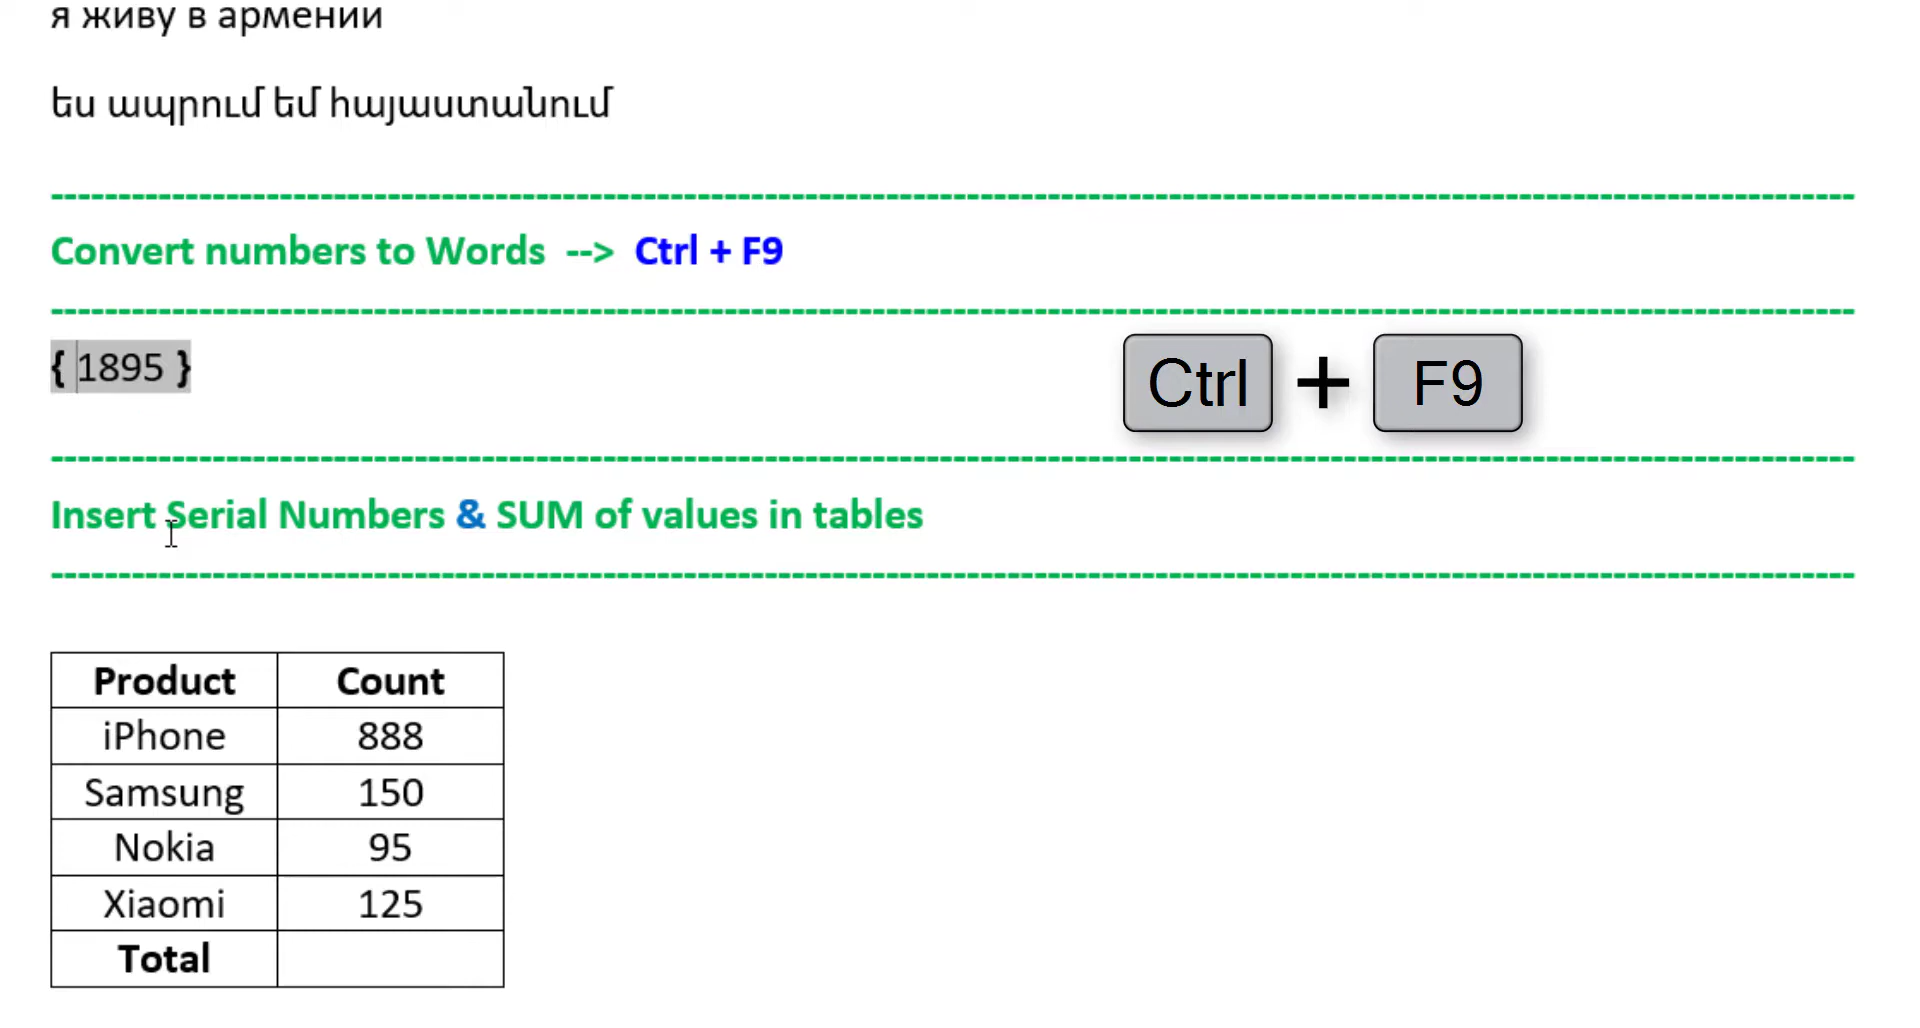 я живу в армении
ես ապրում եմ հայաստանում
Convert numbers to Words --> Ctrl + F9
{ 1895 }
Ctrl + F9
Insert Serial Numbers & SUM of values in tables
Product Count
iPhone 888
Samsung 150
Nokia 95
Xiaomi 125
Total